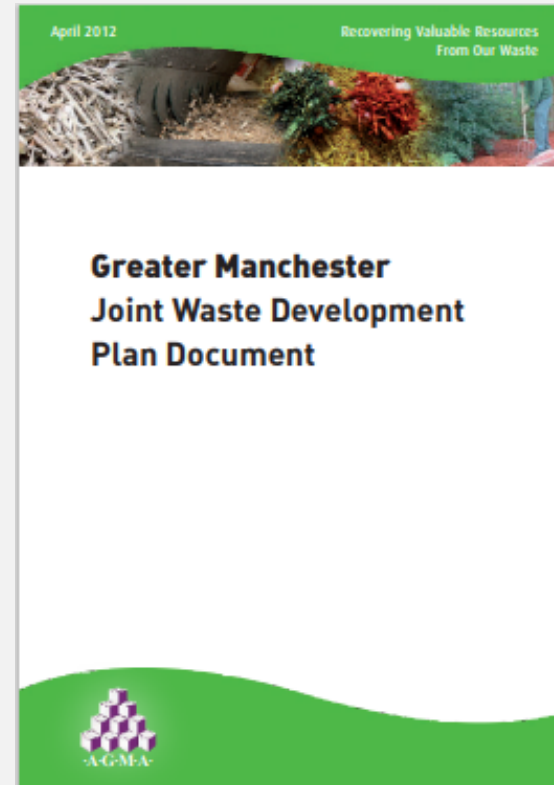 April 2012
Recovering Valuable Resources
From Our Waste
Greater Manchester
Joint Waste Development
Plan Document
·A·G·M·A·